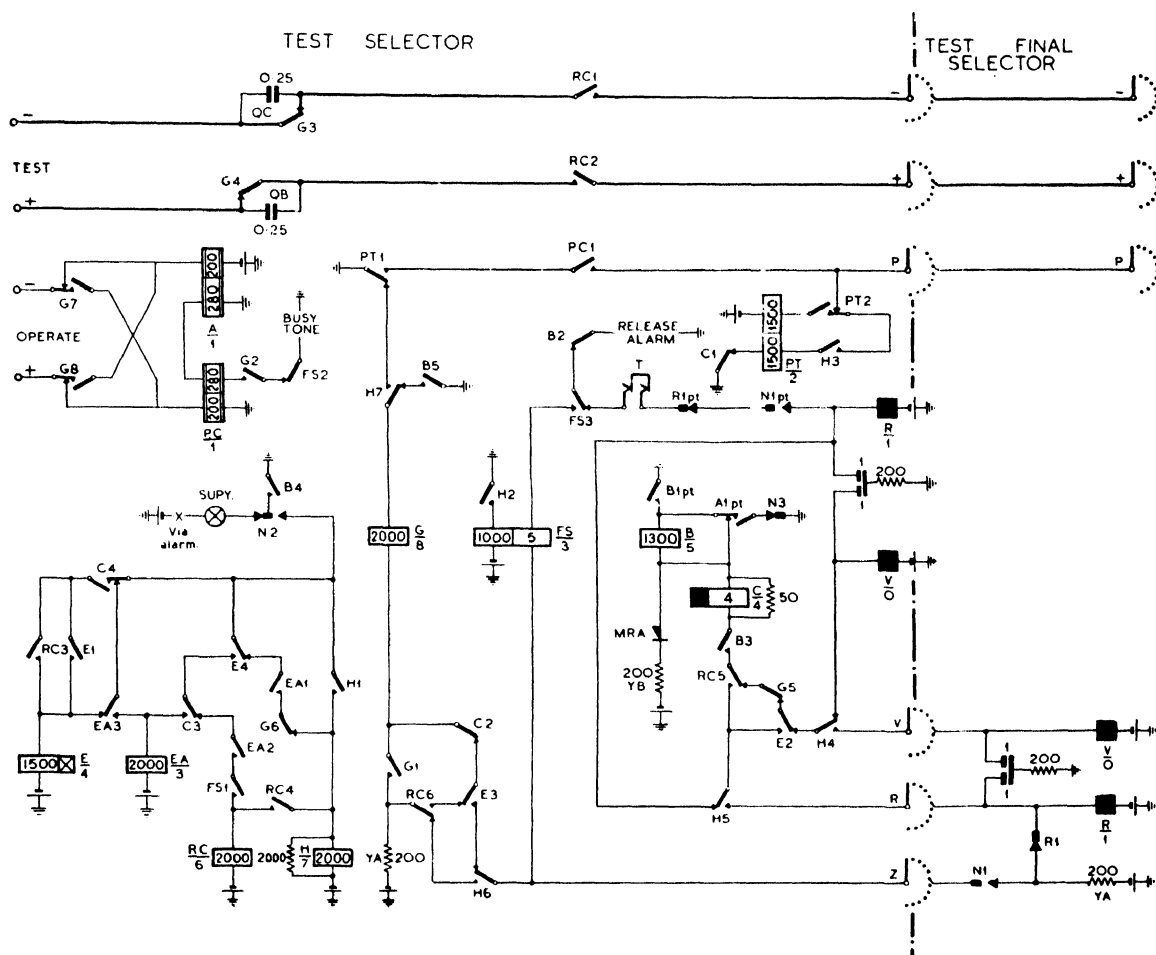 TEST SELECTOR
TEST FINAL
SELECTOR
0·25
QC
G3
RC1
−
−
−
TEST
G4
QB
0·25
RC2
+
+
+
PT1
PC1
P
P
200
280
A
1
−
G7
OPERATE
+
G8
BUSY
TONE
G2
FS2
200
280
PC
1
B2
RELEASE
ALARM
C1
1500
1500
PT2
H3
PT
2
H7
B5
T
FS3
R1pt
N1pt
R
1
1
200
1
B4
SUPY.
Via
alarm.
N2
H2
B1pt
A1pt
N3
2000
G
8
1000
5
FS
3
1300
B
5
4
C
4
50
V
0
C4
RC3
E1
E4
EA1
H1
MRA
200
YB
B3
RC5
G5
EA3
C3
G6
C2
E2
H4
V
V
0
1
200
1
1500
E
4
2000
EA
3
EA2
FS1
RC4
G1
RC6
E3
H5
R
R
1
R1
RC
6
2000
2000
H
7
2000
YA
200
H6
Z
N1
200
YA